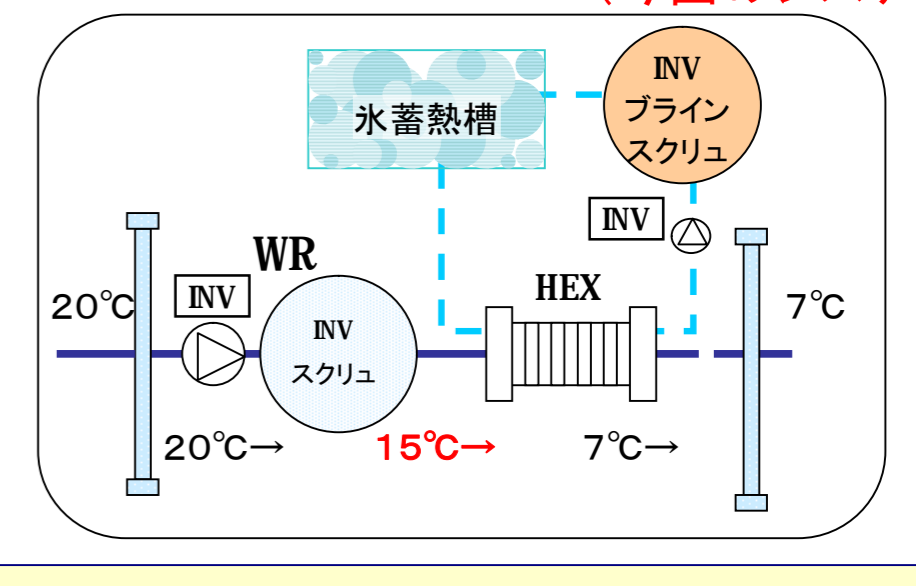 INV
ブライン
スクリュ
氷蓄熱槽
INV
WR
INV
HEX
20℃
7℃
INV
スクリュ
20℃→
15℃→
7℃→